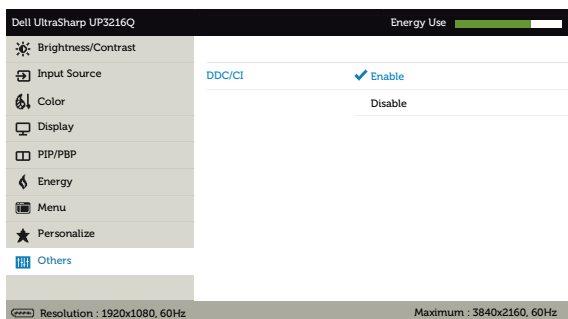 Dell UltraSharp UP3216Q
Energy Use
Brightness/Contrast
Input Source
DDC/CI
Enable
Color
Disable
Display
PIP/PBP
Energy
Menu
Personalize
Others
Resolution : 1920x1080, 60Hz
Maximum : 3840x2160, 60Hz